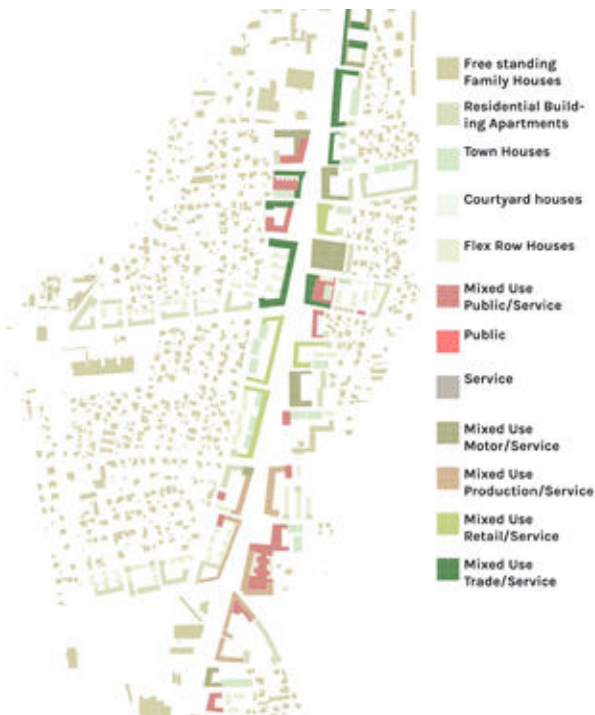 Free standing
Family Houses
Residential Build-
ing Apartments
Town Houses
Courtyard houses
Flex Row Houses
Mixed Use
Public/Service
Public
Service
Mixed Use
Motor/Service
Mixed Use
Production/Service
Mixed Use
Retail/Service
Mixed Use
Trade/Service